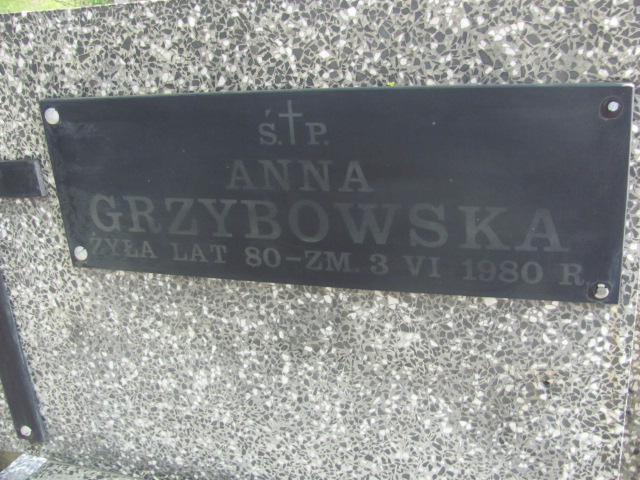 Ś.†P.
ANNA
GRZYBOWSKA
ŻYŁA LAT 80-ZM. 3 VI 1980 R.